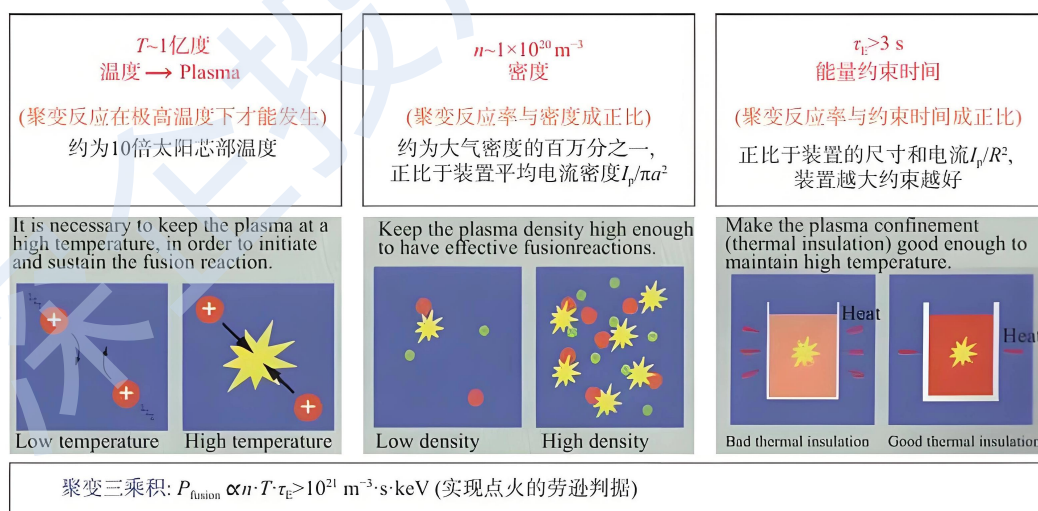 T~1亿度
温度 → Plasma
(聚变反应在极高温度下才能发生)
约为10倍太阳芯部温度
n~1×10²⁰ m⁻³
密度
(聚变反应率与密度成正比)
约为大气密度的百万分之一,
正比于装置平均电流密度Iₚ/πa²
τ_E>3 s
能量约束时间
(聚变反应率与约束时间成正比)
正比于装置的尺寸和电流Iₚ/R²,
装置越大约束越好
It is necessary to keep the plasma at a
high temperature, in order to initiate
and sustain the fusion reaction.
Low temperature
High temperature
Keep the plasma density high enough
to have effective fusionreactions.
Low density
High density
Make the plasma confinement
(thermal insulation) good enough to
maintain high temperature.
Heat
Heat
Bad thermal insulation
Good thermal insulation
聚变三乘积: P_fusion ∝n·T·τ_E>10²¹ m⁻³·s·keV (实现点火的劳逊判据)